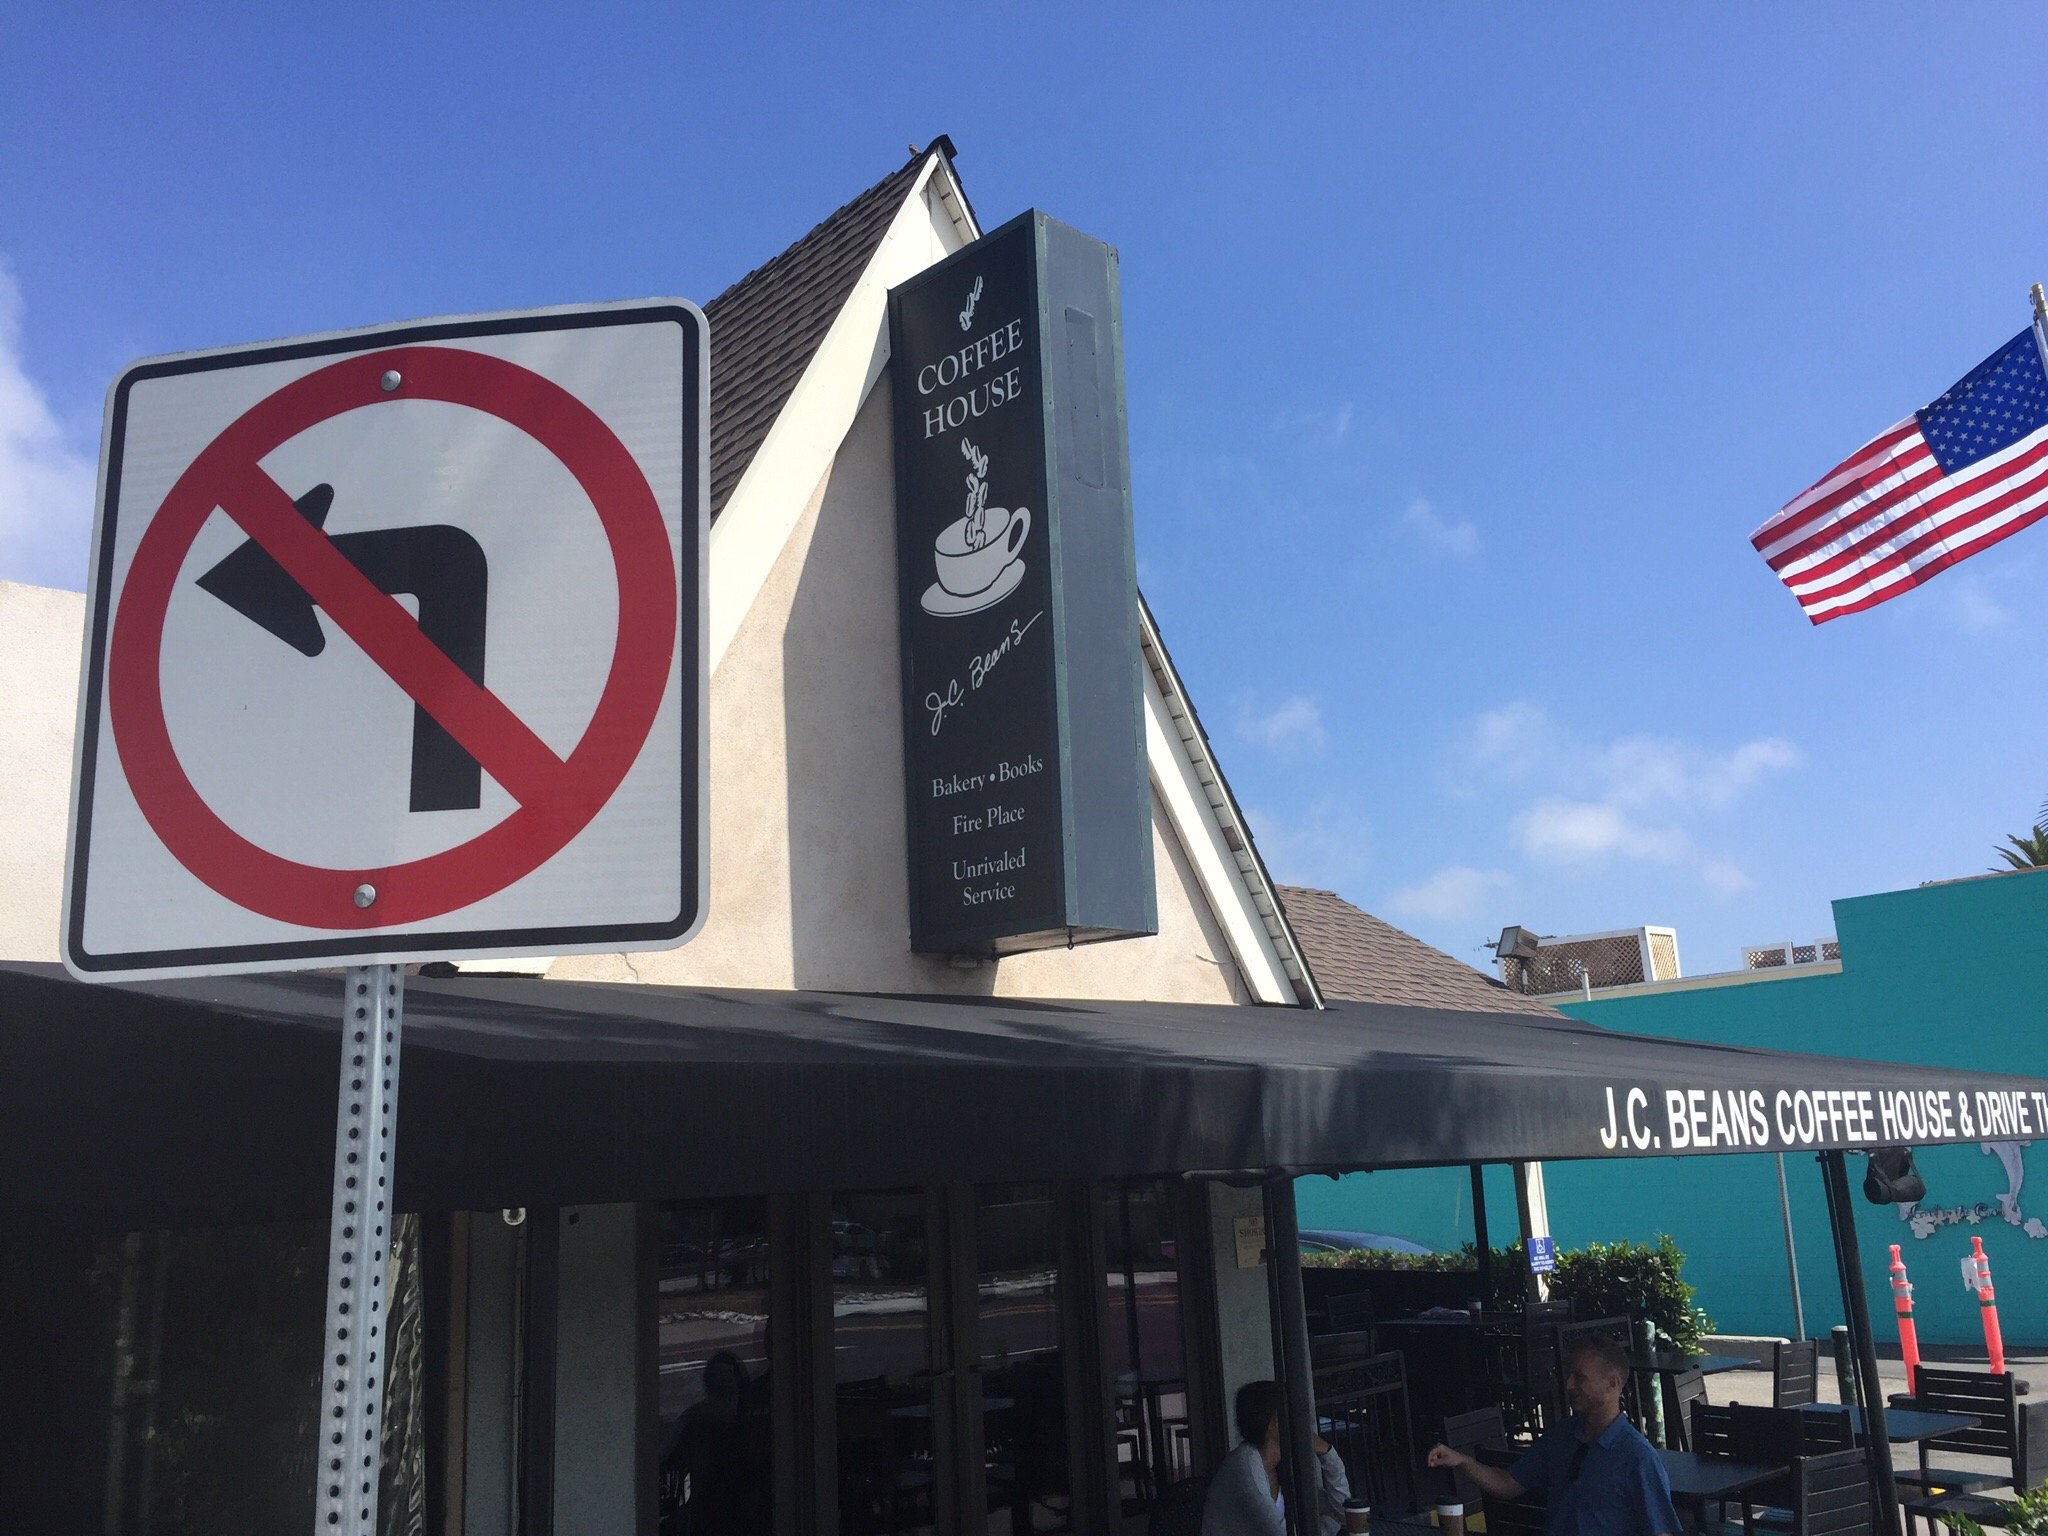 COFFEE
HOUSE
J.C. Beans
Bakery • Books
Fire Place
Unrivaled
Service
J.C. BEANS COFFEE HOUSE & DRIVE TH